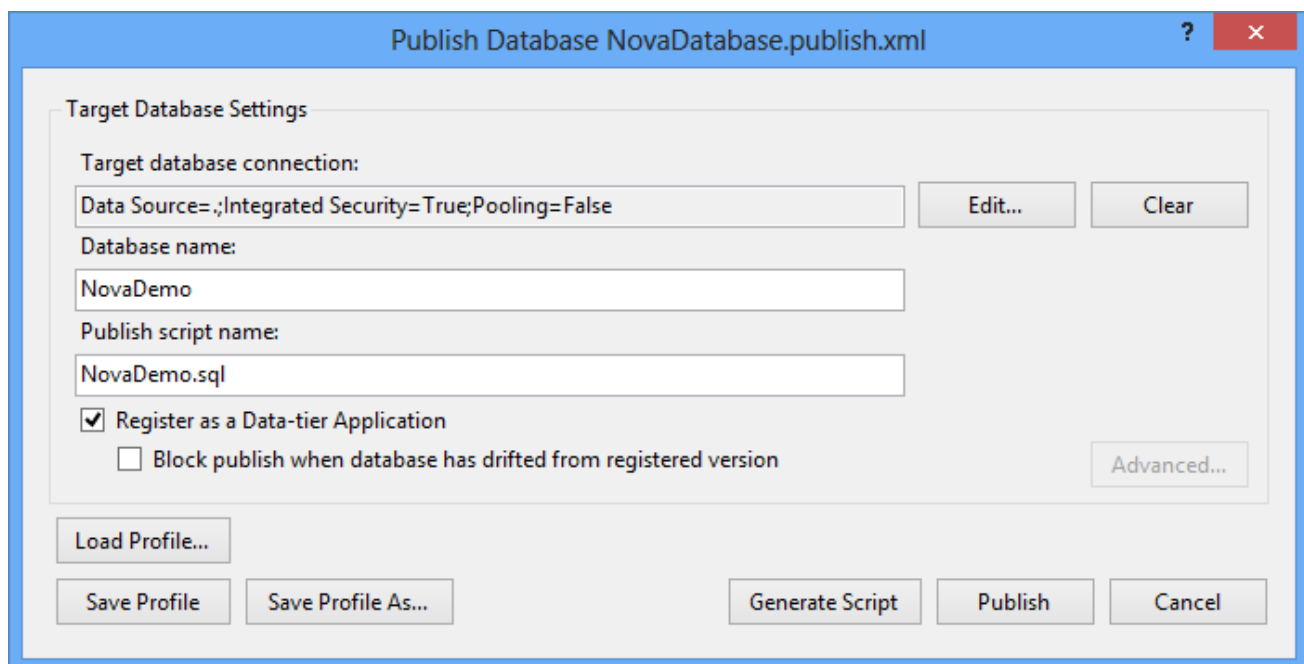 Publish Database NovaDatabase.publish.xml
?
Target Database Settings
Target database connection:
Data Source=.;Integrated Security=True;Pooling=False
Edit...
Clear
Database name:
NovaDemo
Publish script name:
NovaDemo.sql
Register as a Data-tier Application
Block publish when database has drifted from registered version
Advanced...
Load Profile...
Save Profile
Save Profile As...
Generate Script
Publish
Cancel